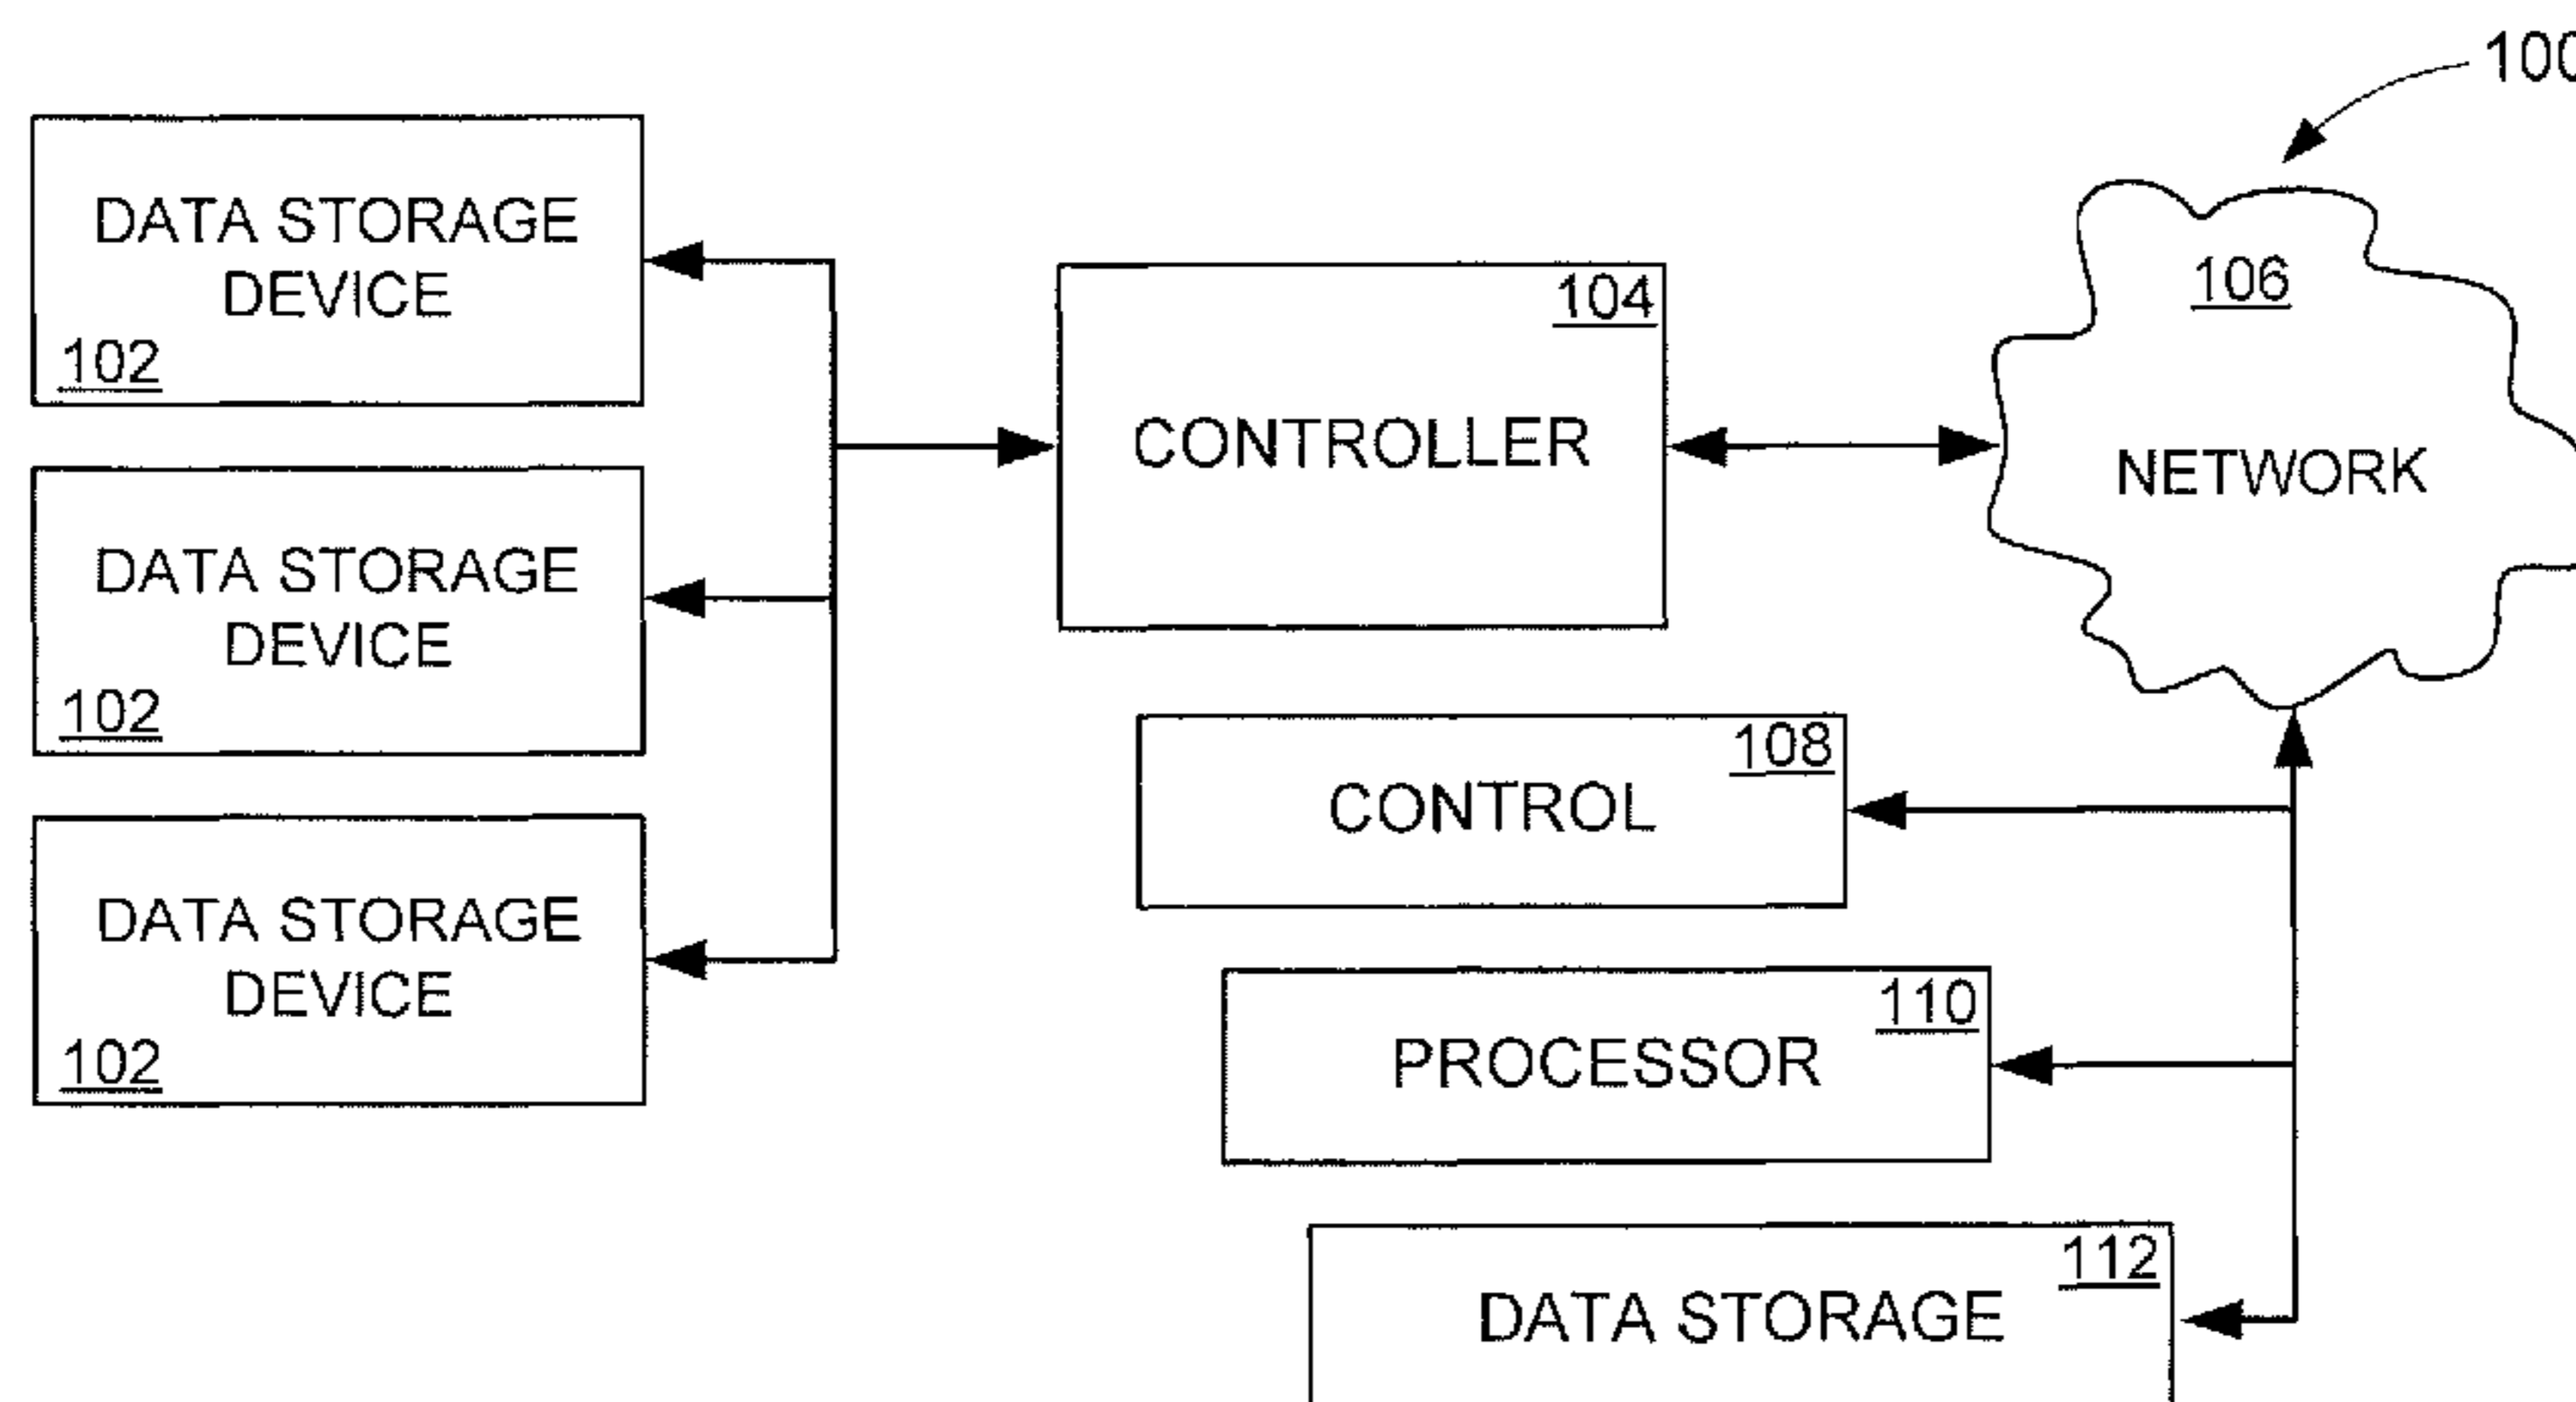 100
DATA STORAGE
DEVICE
102
104
CONTROLLER
106
NETWORK
DATA STORAGE
DEVICE
102
108
CONTROL
DATA STORAGE
DEVICE
102
110
PROCESSOR
112
DATA STORAGE